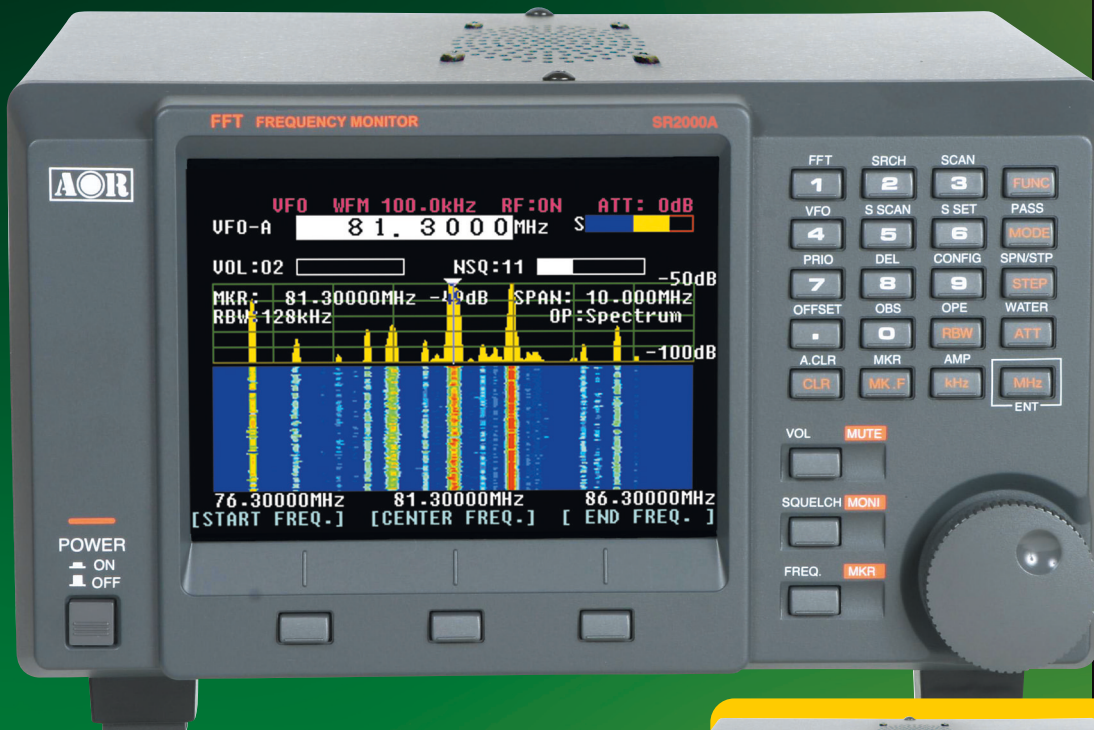 FFT FREQUENCY MONITOR SR2000A
AOR
VFO WFM 100.0kHz RF:ON ATT: 0dB
VFO-A 81.3000MHz S
VOL:02 NSQ:11
-50dB
MKR: 81.30000MHz dB SPAN: 10.000MHz
RBW:128kHz OP:Spectrum
-100dB
76.30000MHz 81.30000MHz 86.30000MHz
[START FREQ.] [CENTER FREQ.] [ END FREQ. ]
POWER
ON
OFF
FFT SRCH SCAN
1 2 3 FUNC
VFO S SCAN S SET PASS
4 5 6 MODE
PRIO DEL CONFIG SPN/STP
7 8 9 STEP
OFFSET OBS OPE WATER
. 0 RBW ATT
A.CLR MKR AMP
CLR MK.F kHz MHz
ENT
VOL MUTE
SQUELCH MONI
FREQ. MKR